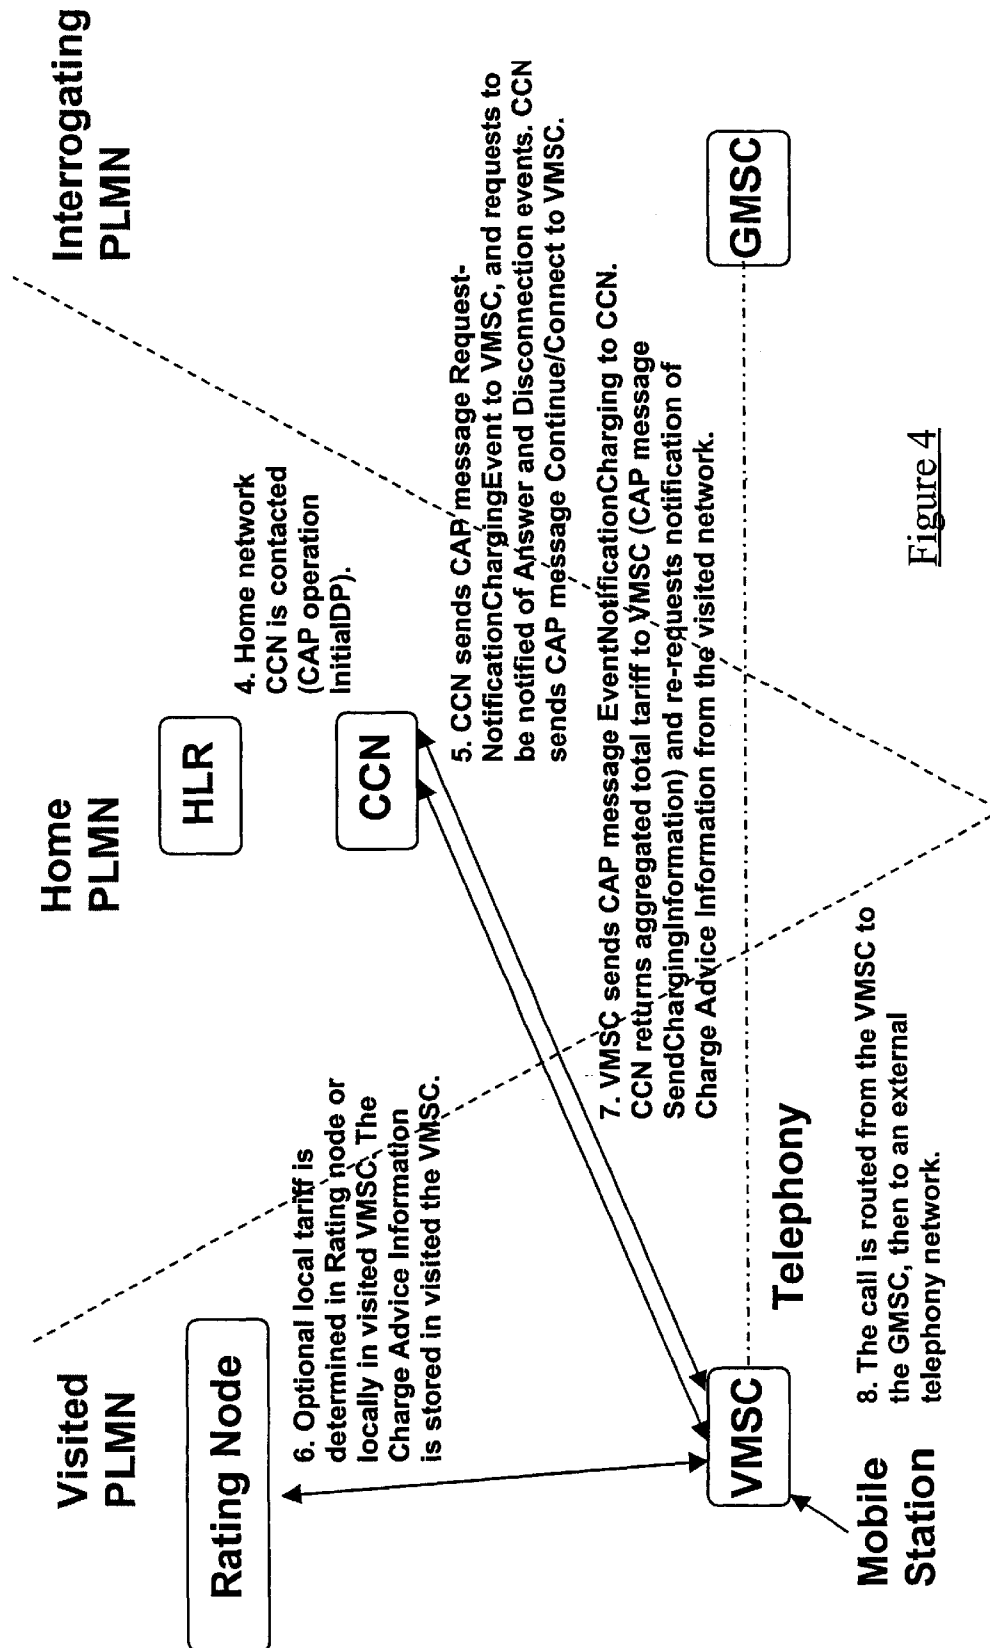 Visited
PLMN
Home
PLMN
Interrogating
PLMN
Rating Node
HLR
4. Home network
CCN is contacted
(CAP operation
InitialDP).
CCN
6. Optional local tariff is
determined in Rating node or
locally in visited VMSC. The
Charge Advice Information
is stored in visited the VMSC.
5. CCN sends CAP message Request-
NotificationChargingEvent to VMSC, and requests to
be notified of Answer and Disconnection events. CCN
sends CAP message Continue/Connect to VMSC.
7. VMSC sends CAP message EventNotificationCharging to CCN.
CCN returns aggregated total tariff to VMSC (CAP message
SendChargingInformation) and re-requests notification of
Charge Advice Information from the visited network.
VMSC
GMSC
Telephony
Mobile
Station
8. The call is routed from the VMSC to
the GMSC, then to an external
telephony network.
Figure 4